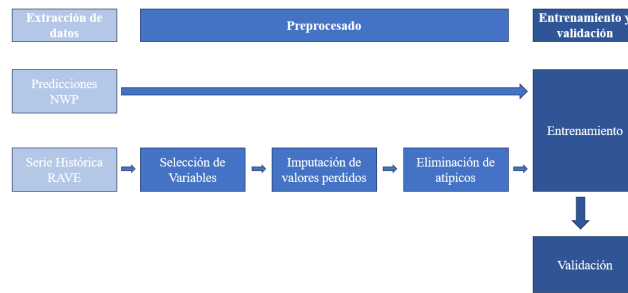 Extracción de
datos
Preprocesado
Entrenamiento y
validación
Predicciones
NWP
Entrenamiento
Serie Histórica
RAVE
Selección de
Variables
Imputación de
valores perdidos
Eliminación de
atípicos
Validación